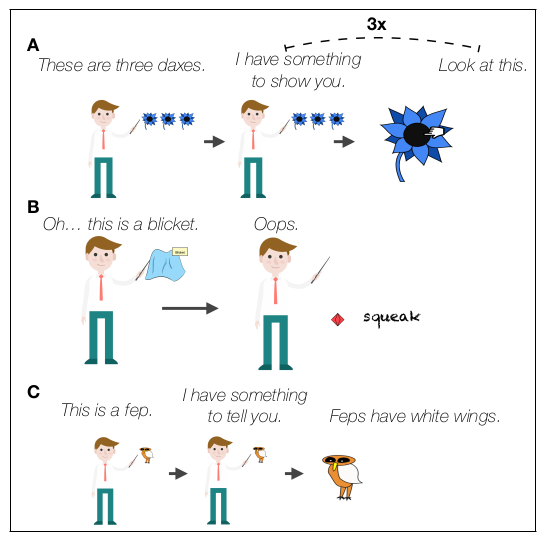 3x
A
These are three daxes.
I have something
to show you.
Look at this.
B
Oh... this is a blicket.
Oops.
squeak
C
This is a fep.
I have something
to tell you.
Feps have white wings.